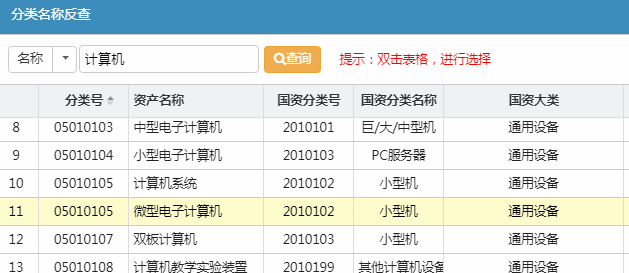 分类名称反查
名称 计算机 查询 提示：双击表格，进行选择
分类号 资产名称 国资分类号 国资分类名称 国资大类
8 05010103 中型电子计算机 2010101 巨/大/中型机 通用设备
9 05010104 小型电子计算机 2010103 PC服务器 通用设备
10 05010105 计算机系统 2010102 小型机 通用设备
11 05010105 微型电子计算机 2010102 小型机 通用设备
12 05010107 双板计算机 2010103 小型机 通用设备
13 05010108 计算机教学实验装置 2010199 其他计算机设备 通用设备